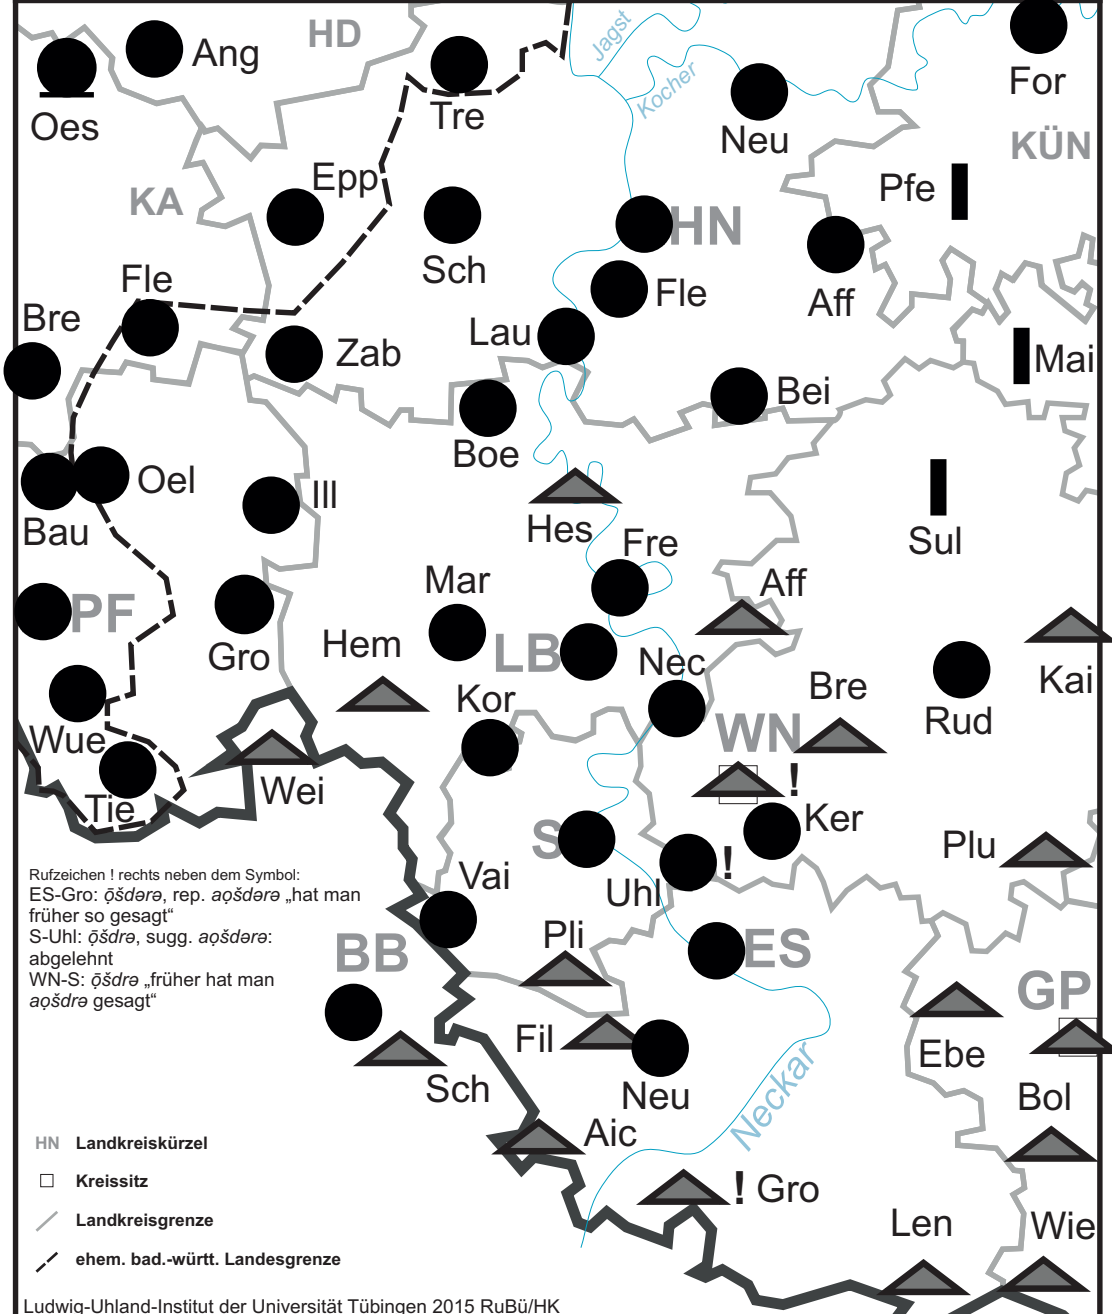 HD
Jagst
Ang
For
Oes
Tre
Kocher
Neu
KÜN
Epp
KA
Pfe
HN
Sch
Fle
Fle
Aff
Bre
Lau
Zab
Mai
Bei
Boe
Oel
Ill
Bau
Hes
Sul
Fre
Mar
Aff
PF
Gro
Hem
LB
Nec
Kai
Kor
Bre
Rud
Wue
WN
Wei
!
Tie
Ker
S
Plu
Vai
Uhl
!
Rufzeichen ! rechts neben dem Symbol:
ES-Gro: ǭšdərə, rep. aǫšdərə „hat man
früher so gesagt“
S-Uhl: ǭšdrə, sugg. aǫšdərə:
abgelehnt
WN-S: ǭšdrə „früher hat man
aǫšdrə gesagt“
BB
Pli
ES
GP
Fil
Ebe
Sch
Neu
Bol
Neckar
Aic
HN Landkreiskürzel
Kreissitz
! Gro
Landkreisgrenze
Len
Wie
ehem. bad.-württ. Landesgrenze
Ludwig-Uhland-Institut der Universität Tübingen 2015 RuBü/HK